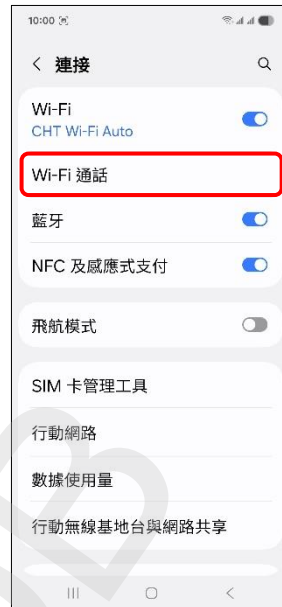 10:00
連接
Wi-Fi
CHT Wi-Fi Auto
Wi-Fi 通話
藍牙
NFC 及感應式支付
飛航模式
SIM 卡管理工具
行動網路
數據使用量
行動無線基地台與網路共享